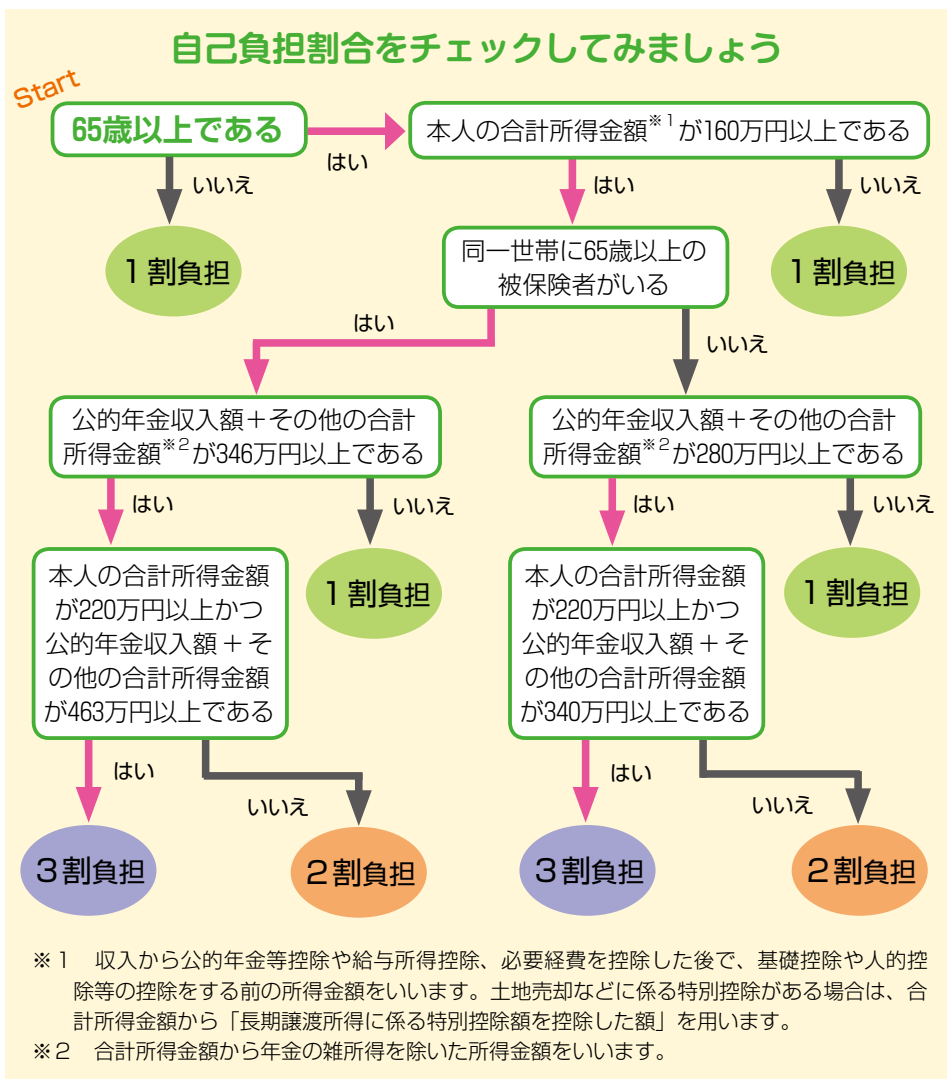 自己負担割合をチェックしてみましょう
Start
65歳以上である
はい
本人の合計所得金額※1が160万円以上である
いいえ
はい
いいえ
1割負担
同一世帯に65歳以上の
被保険者がいる
1割負担
はい
いいえ
公的年金収入額＋その他の合計
所得金額※2が346万円以上である
公的年金収入額＋その他の合計
所得金額※2が280万円以上である
はい
いいえ
はい
いいえ
本人の合計所得金額
が220万円以上かつ
公的年金収入額＋そ
の他の合計所得金額
が463万円以上である
1割負担
本人の合計所得金額
が220万円以上かつ
公的年金収入額＋そ
の他の合計所得金額
が340万円以上である
1割負担
はい
いいえ
はい
いいえ
3割負担
2割負担
3割負担
2割負担
※1　収入から公的年金等控除や給与所得控除、必要経費を控除した後で、基礎控除や人的控
除等の控除をする前の所得金額をいいます。土地売却などに係る特別控除がある場合は、合
計所得金額から「長期譲渡所得に係る特別控除額を控除した額」を用います。
※2　合計所得金額から年金の雑所得を除いた所得金額をいいます。